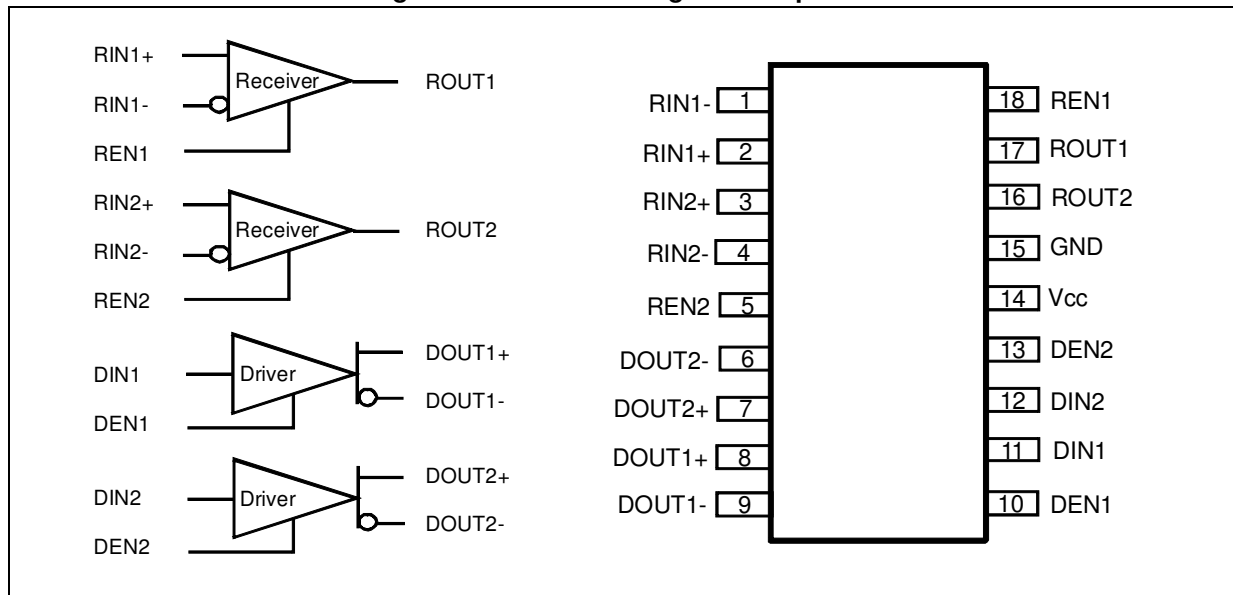 RIN1+
Receiver
ROUT1
RIN1-
REN1
RIN2+
Receiver
ROUT2
RIN2-
REN2
DOUT1+
DIN1
Driver
DOUT1-
DEN1
DOUT2+
DIN2
Driver
DOUT2-
DEN2
RIN1- 1
RIN1+ 2
RIN2+ 3
RIN2- 4
REN2 5
DOUT2- 6
DOUT2+ 7
DOUT1+ 8
DOUT1- 9
18 REN1
17 ROUT1
16 ROUT2
15 GND
14 Vcc
13 DEN2
12 DIN2
11 DIN1
10 DEN1